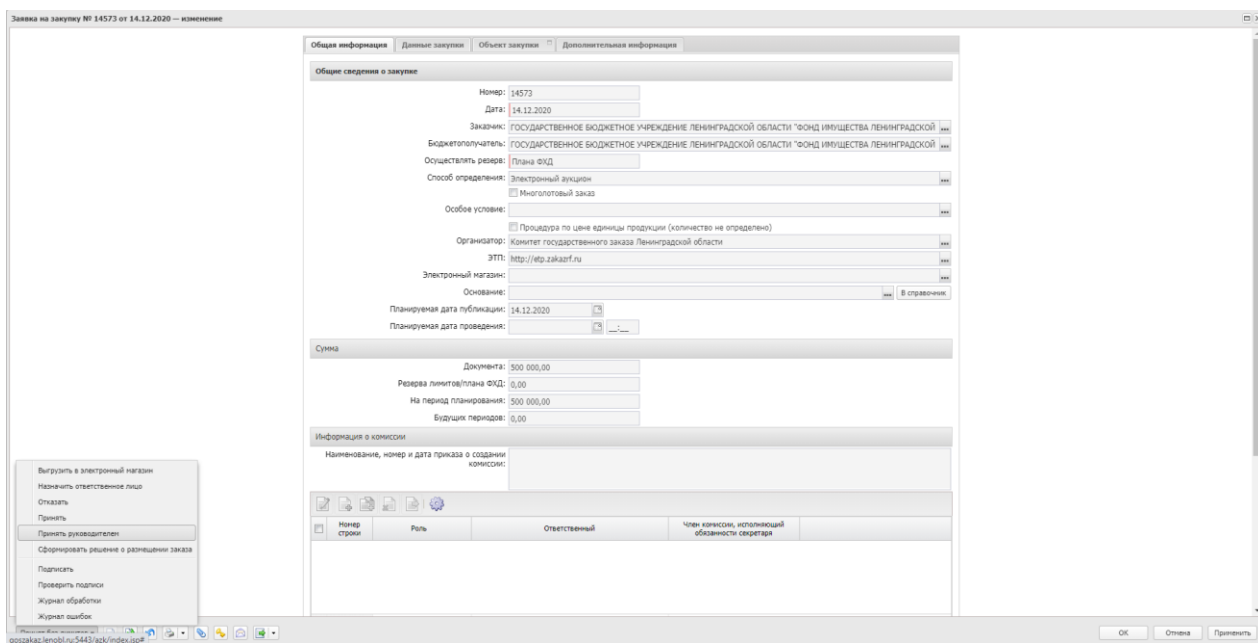 Заявка на закупку № 14573 от 14.12.2020 — изменение
Общая информация Данные закупки Объект закупки Дополнительная информация
Общие сведения о закупке
Номер: 14573
Дата: 14.12.2020
Заказчик: ГОСУДАРСТВЕННОЕ БЮДЖЕТНОЕ УЧРЕЖДЕНИЕ ЛЕНИНГРАДСКОЙ ОБЛАСТИ "ФОНД ИМУЩЕСТВА ЛЕНИНГРАДСКОЙ ...
Бюджетополучатель: ГОСУДАРСТВЕННОЕ БЮДЖЕТНОЕ УЧРЕЖДЕНИЕ ЛЕНИНГРАДСКОЙ ОБЛАСТИ "ФОНД ИМУЩЕСТВА ЛЕНИНГРАДСКОЙ ...
Осуществлять резерв: Плана ФХД
Способ определения: Электронный аукцион ...
Многолотовый заказ
Особое условие: ...
Процедура по цене единицы продукции (количество не определено)
Организатор: Комитет государственного заказа Ленинградской области ...
ЭТП: http://etp.zakazrf.ru ...
Электронный магазин: ...
Основание: ... В справочник
Планируемая дата публикации: 14.12.2020
Планируемая дата проведения: __:__
Сумма
Документа: 500 000,00
Резерва лимитов/плана ФХД: 0,00
На период планирования: 500 000,00
Будущих периодов: 0,00
Информация о комиссии
Наименование, номер и дата приказа о создании
комиссии:
Номер строки Роль Ответственный Член комиссии, исполняющий обязанности секретаря
Выгрузить в электронный магазин
Назначить ответственное лицо
Отказать
Принять
Принять руководителем
Сформировать решение о размещении заказа
Подписать
Проверить подписи
Журнал обработки
Журнал ошибок
goszakaz.lenobl.ru:5443/azk/index.jsp#
OK Отмена Применить